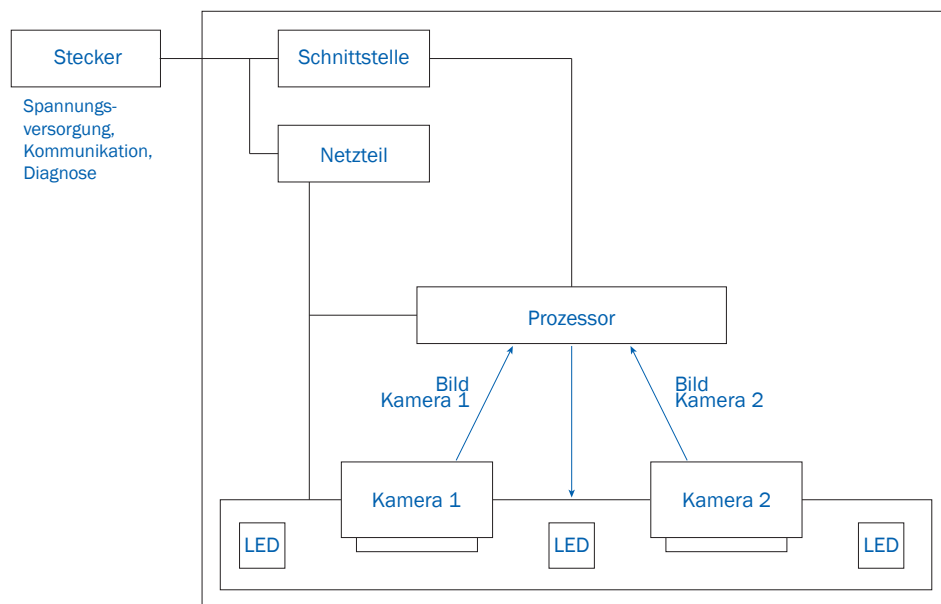 Stecker
Schnittstelle
Spannungs-
versorgung,
Kommunikation,
Diagnose
Netzteil
Prozessor
Bild
Kamera 1
Bild
Kamera 2
Kamera 1
Kamera 2
LED
LED
LED